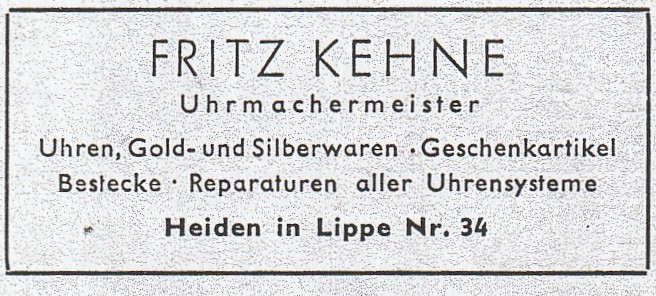 FRITZ KEHNE
Uhrmachermeister
Uhren, Gold- und Silberwaren · Geschenkartikel
Bestecke · Reparaturen aller Uhrensysteme
Heiden in Lippe Nr. 34